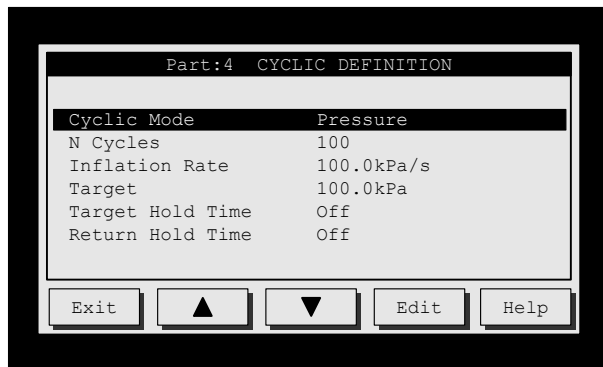 Part:4 CYCLIC DEFINITION
Cyclic Mode Pressure
N Cycles 100
Inflation Rate 100.0kPa/s
Target 100.0kPa
Target Hold Time Off
Return Hold Time Off
Exit ▲ ▼ Edit Help